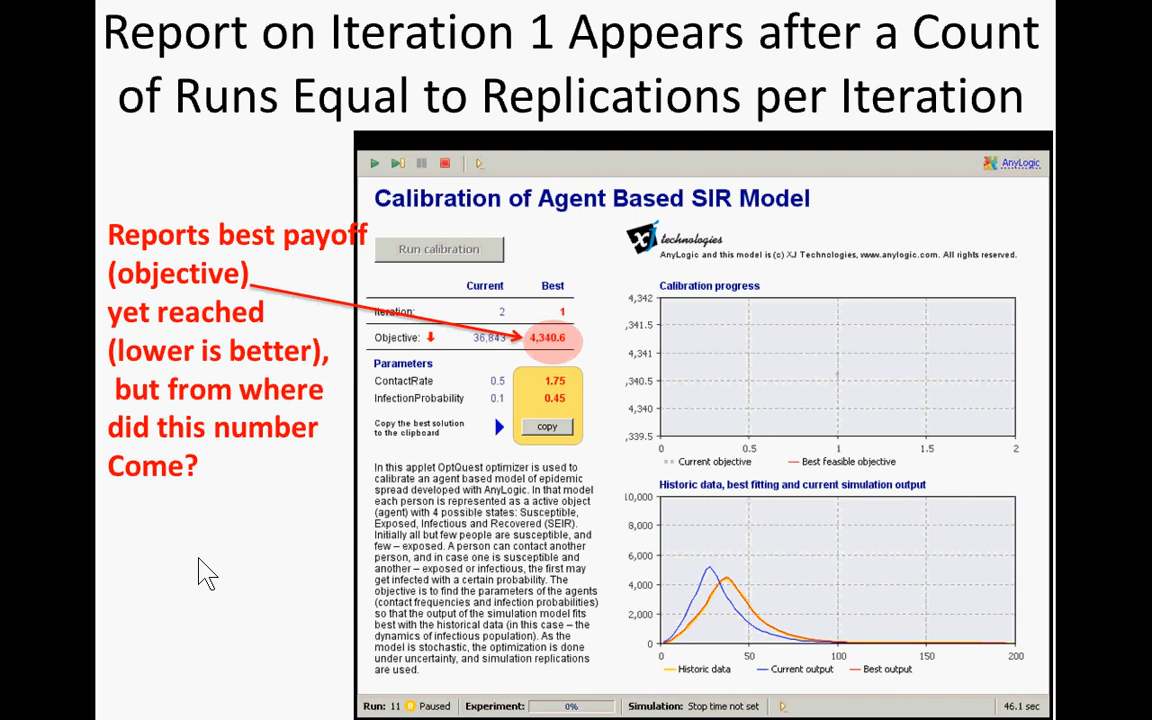 Report on Iteration 1 Appears after a Count
of Runs Equal to Replications per Iteration
Reports best payoff
(objective)
yet reached
(lower is better),
but from where
did this number
Come?
AnyLogic
Calibration of Agent Based SIR Model
Run calibration
XJ technologies
AnyLogic and this model is (c) XJ Technologies, www.anylogic.com. All rights reserved.
Current Best
Iteration: 2 1
Objective: 36,843 4,340.6
Parameters
ContactRate 0.5 1.75
InfectionProbability 0.1 0.45
Copy the best solution
to the clipboard
copy
In this applet OptQuest optimizer is used to
calibrate an agent based model of epidemic
spread developed with AnyLogic. In that model
each person is represented as a active object
(agent) with 4 possible states: Susceptible,
Exposed, Infectious and Recovered (SEIR).
Initially all but few people are susceptible, and
few – exposed. A person can contact another
person, and in case one is susceptible and
another – exposed or infectious, the first may
get infected with a certain probability. The
objective is to find the parameters of the agents
(contact frequencies and infection probabilities)
so that the output of the simulation model fits
best with the historical data (in this case – the
dynamics of infectious population). As the
model is stochastic, the optimization is done
under uncertainty, and simulation replications
are used.
Calibration progress
4,342
,341.5
4,341
,340.5
4,340
,339.5
0 0.5 1 1.5 2
Current objective Best feasible objective
Historic data, best fitting and current simulation output
10,000
8,000
6,000
4,000
2,000
0
0 50 100 150 200
Historic data Current output Best output
Run: 11 Paused Experiment: 0% Simulation: Stop time not set 46.1 sec